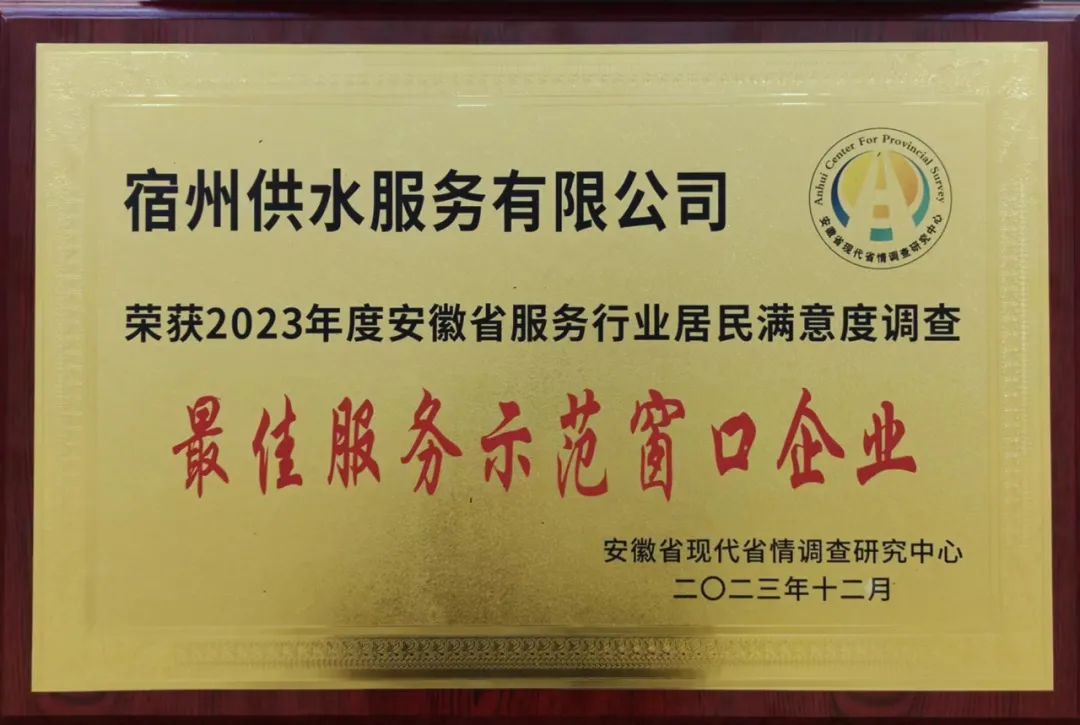 宿州供水服务有限公司
Anhui Center For Provincial Survey
安徽省现代省情调查研究中心
荣获2023年度安徽省服务行业居民满意度调查
最佳服务示范窗口企业
安徽省现代省情调查研究中心
二〇二三年十二月